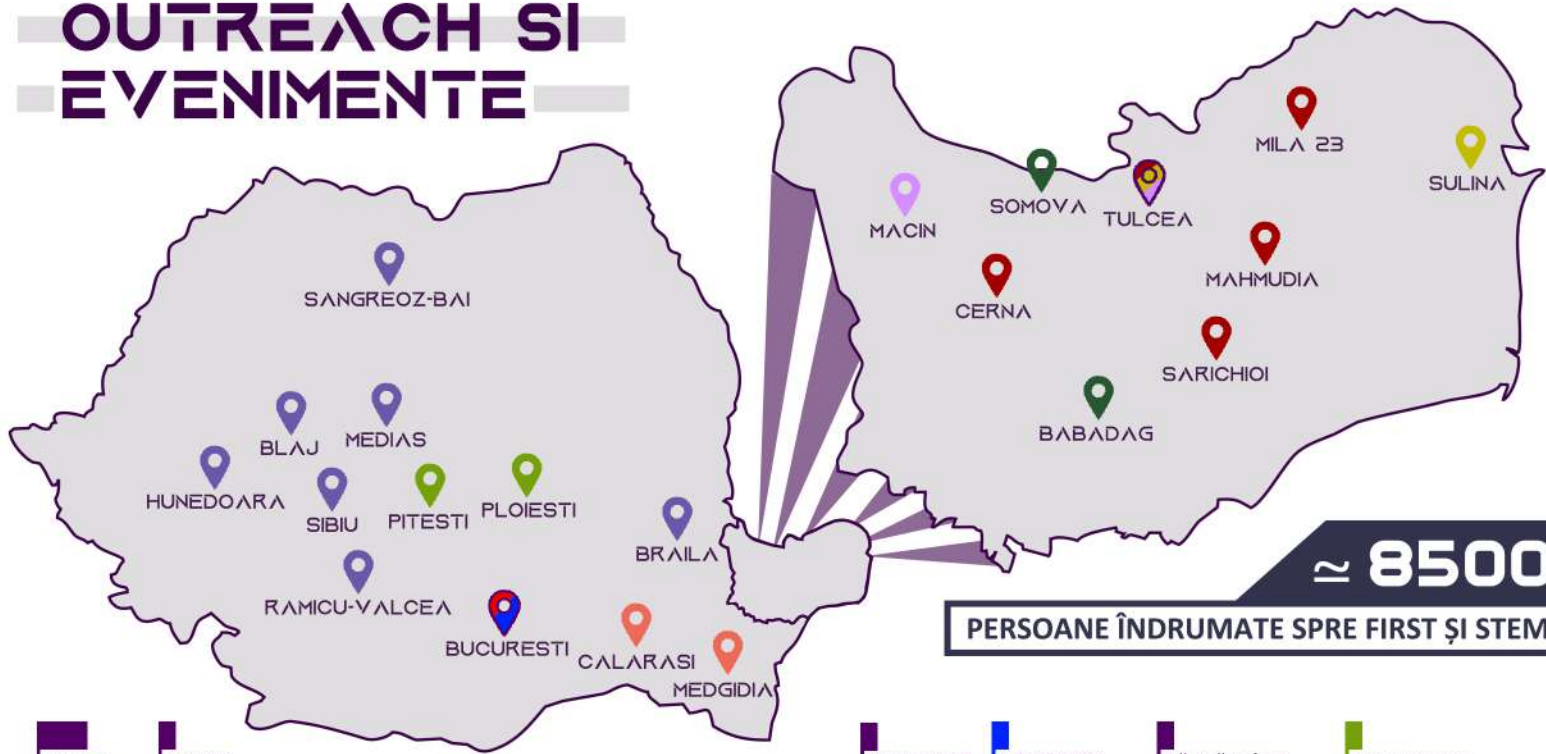 OUTREACH SI
EVENIMENTE
MILA 23
SULINA
SOMOVA
TULCEA
MACIN
MAHMUDIA
CERNA
SARICHIOI
BABADAG
SANGREOZ-BAI
BLAJ
MEDIAS
HUNEDOARA
SIBIU
PITESTI
PLOIESTI
BRAILA
RAMICU-VALCEA
BUCURESTI
CALARASI
MEDGIDIA
≃ 8500
PERSOANE ÎNDRUMATE SPRE FIRST ȘI STEM